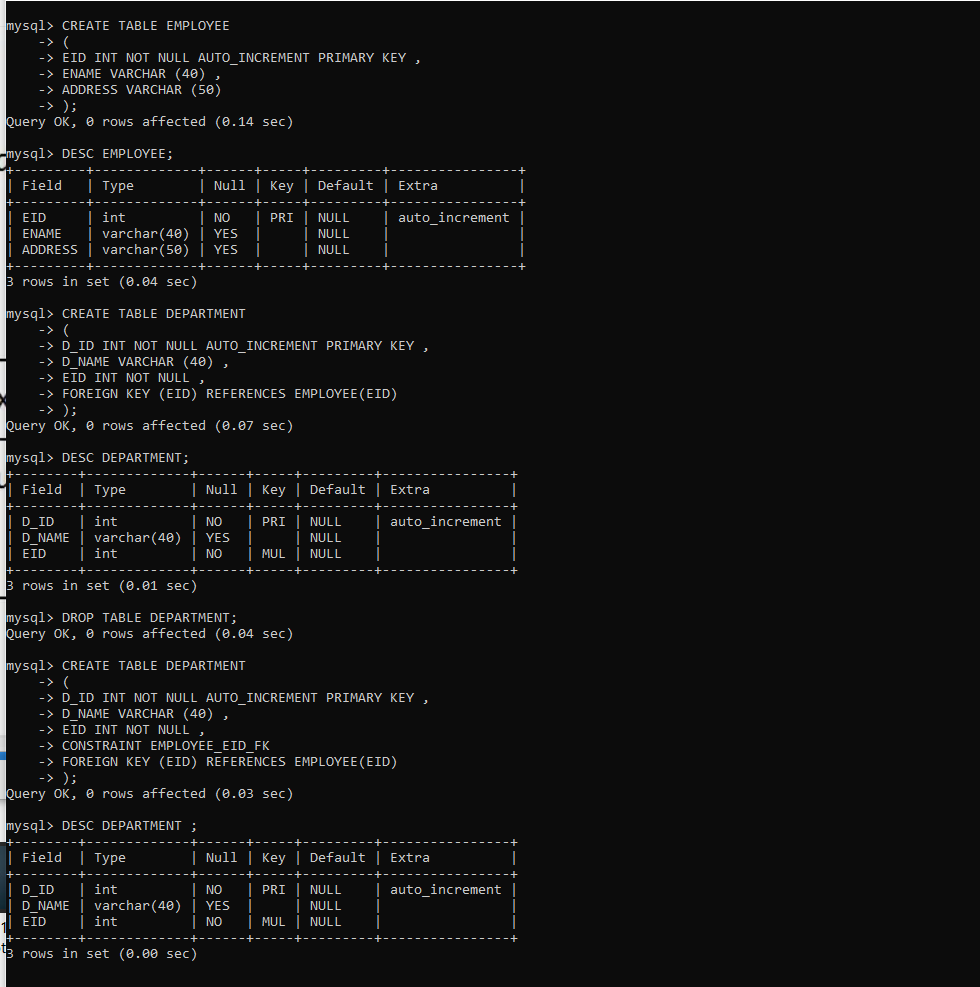 mysql> CREATE TABLE EMPLOYEE
    -> (
    -> EID INT NOT NULL AUTO_INCREMENT PRIMARY KEY ,
    -> ENAME VARCHAR (40) ,
    -> ADDRESS VARCHAR (50)
    -> );
Query OK, 0 rows affected (0.14 sec)

mysql> DESC EMPLOYEE;
+---------+-------------+------+-----+---------+----------------+
| Field   | Type        | Null | Key | Default | Extra          |
+---------+-------------+------+-----+---------+----------------+
| EID     | int         | NO   | PRI | NULL    | auto_increment |
| ENAME   | varchar(40) | YES  |     | NULL    |                |
| ADDRESS | varchar(50) | YES  |     | NULL    |                |
+---------+-------------+------+-----+---------+----------------+
3 rows in set (0.04 sec)

mysql> CREATE TABLE DEPARTMENT
    -> (
    -> D_ID INT NOT NULL AUTO_INCREMENT PRIMARY KEY ,
    -> D_NAME VARCHAR (40) ,
    -> EID INT NOT NULL ,
    -> FOREIGN KEY (EID) REFERENCES EMPLOYEE(EID)
    -> );
Query OK, 0 rows affected (0.07 sec)

mysql> DESC DEPARTMENT;
+--------+-------------+------+-----+---------+----------------+
| Field  | Type        | Null | Key | Default | Extra          |
+--------+-------------+------+-----+---------+----------------+
| D_ID   | int         | NO   | PRI | NULL    | auto_increment |
| D_NAME | varchar(40) | YES  |     | NULL    |                |
| EID    | int         | NO   | MUL | NULL    |                |
+--------+-------------+------+-----+---------+----------------+
3 rows in set (0.01 sec)

mysql> DROP TABLE DEPARTMENT;
Query OK, 0 rows affected (0.04 sec)

mysql> CREATE TABLE DEPARTMENT
    -> (
    -> D_ID INT NOT NULL AUTO_INCREMENT PRIMARY KEY ,
    -> D_NAME VARCHAR (40) ,
    -> EID INT NOT NULL ,
    -> CONSTRAINT EMPLOYEE_EID_FK
    -> FOREIGN KEY (EID) REFERENCES EMPLOYEE(EID)
    -> );
Query OK, 0 rows affected (0.03 sec)

mysql> DESC DEPARTMENT ;
+--------+-------------+------+-----+---------+----------------+
| Field  | Type        | Null | Key | Default | Extra          |
+--------+-------------+------+-----+---------+----------------+
| D_ID   | int         | NO   | PRI | NULL    | auto_increment |
| D_NAME | varchar(40) | YES  |     | NULL    |                |
| EID    | int         | NO   | MUL | NULL    |                |
+--------+-------------+------+-----+---------+----------------+
3 rows in set (0.00 sec)